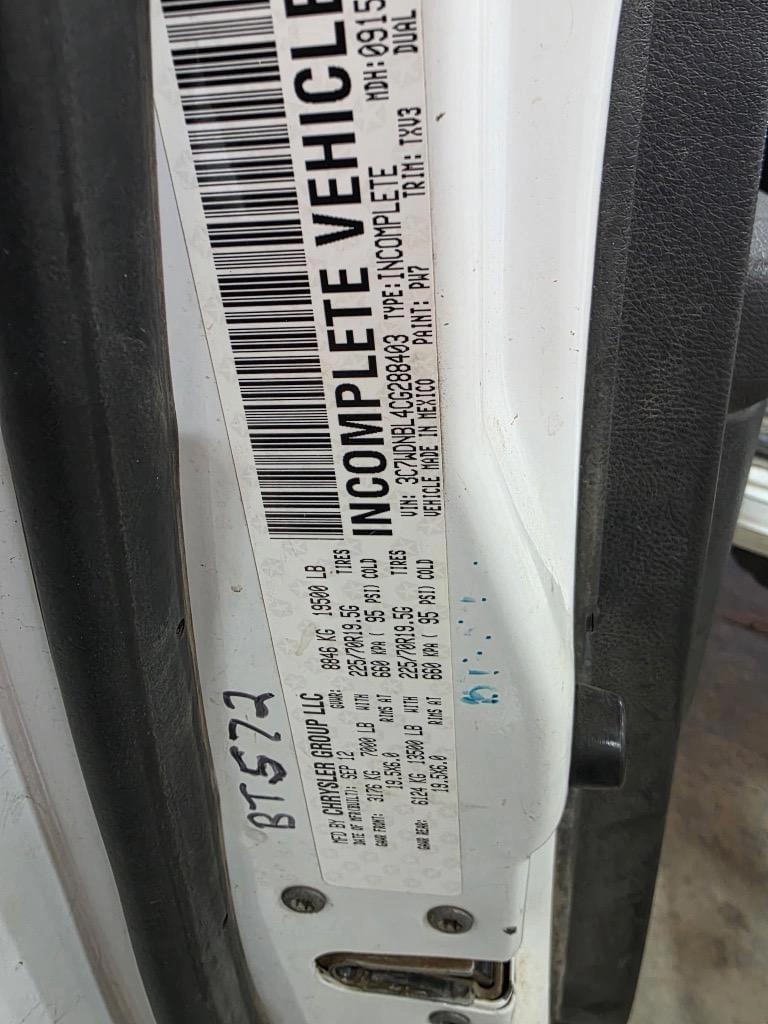 MFD BY CHRYSLER GROUP LLC
DATE OF MFR(BUILT): SEP 12 GVWR: 8846 KG 19500 LB
GAWR FRONT: 3176 KG 7000 LB WITH 225/70R19.5G TIRES
19.5X6.0 RIMS AT 660 KPA ( 95 PSI) COLD
GAWR REAR: 6124 KG 13500 LB WITH 225/70R19.5G TIRES
19.5X6.0 RIMS AT 660 KPA ( 95 PSI) COLD
INCOMPLETE VEHICLE
VIN: 3C7WDNBL4CG288403 TYPE: INCOMPLETE MDH: 0915
VEHICLE MADE IN MEXICO PAINT: PW7 TRIM: TXV3 DUAL
BT572